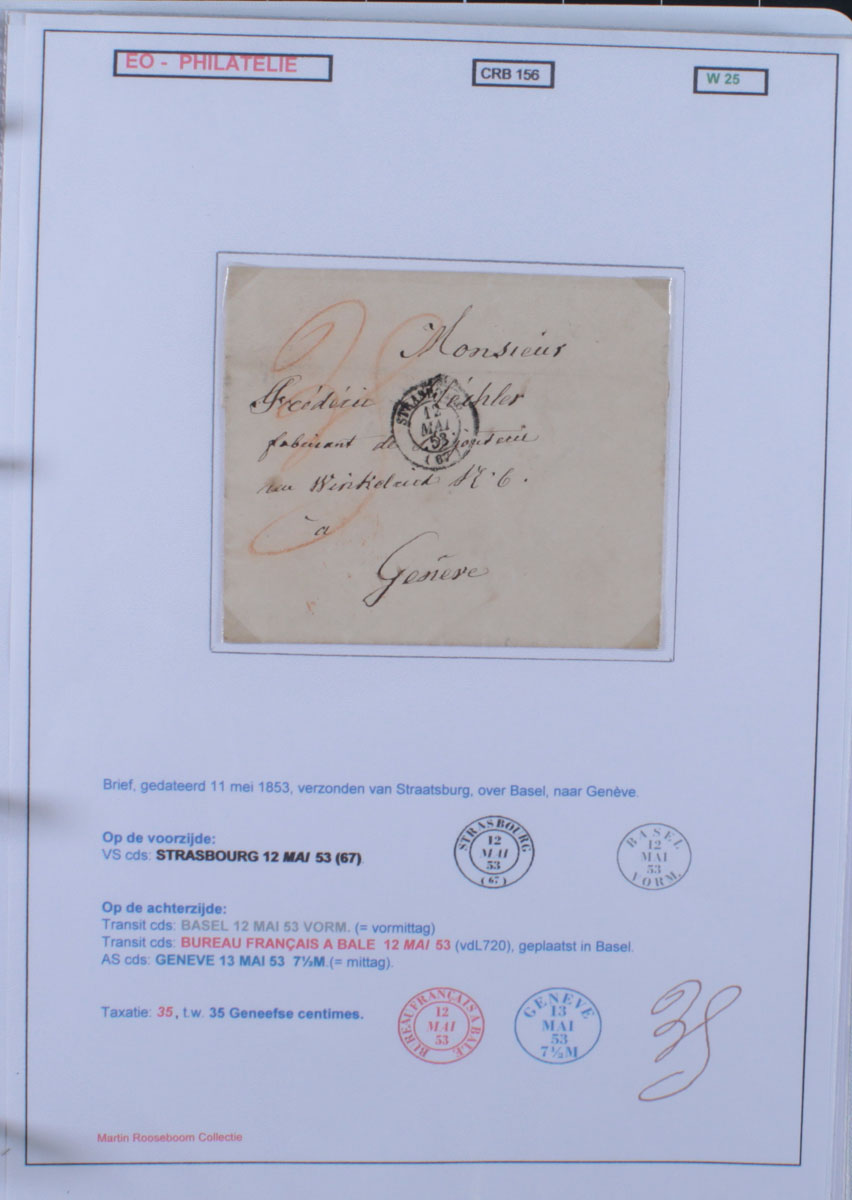 EO - PHILATELIE
CRB 156
W 25
Monsieur
Frédéric
fabricant de
rue Winkelried N° 6.
à
Genève
STRASBOURG
12
MAI
53
(67)
35
Brief, gedateerd 11 mei 1853, verzonden van Straatsburg, over Basel, naar Genève.
Op de voorzijde:
VS cds: STRASBOURG 12 MAI 53 (67)
STRASBOURG
12
MAI
53
(67)
BASEL
12
MAI
53
VORM.
Op de achterzijde:
Transit cds: BASEL 12 MAI 53 VORM. (= vormittag)
Transit cds: BUREAU FRANÇAIS A BALE 12 MAI 53 (vdL720), geplaatst in Basel.
AS cds: GENEVE 13 MAI 53 7½M.(= mittag).
Taxatie: 35, t.w. 35 Geneefse centimes.
BUREAU FRANÇAIS A BALE
12
MAI
53
GENEVE
13
MAI
53
7½M
35
Martin Rooseboom Collectie